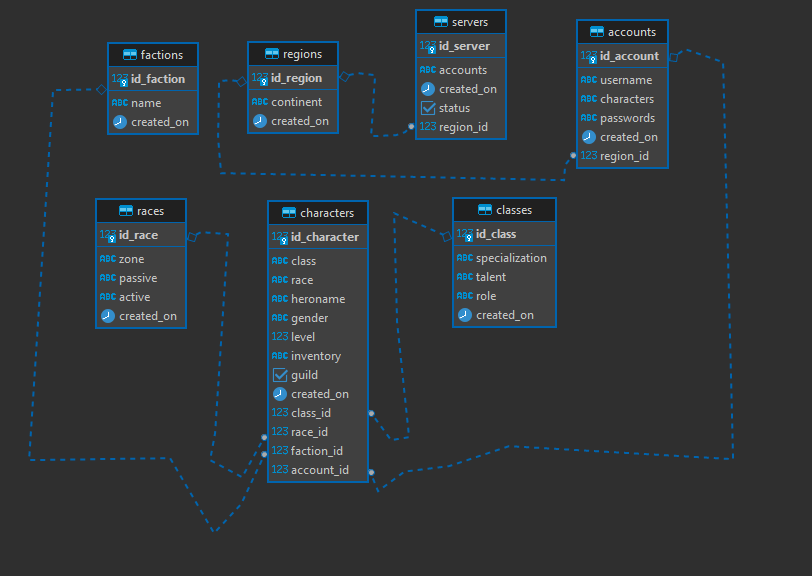 factions
123 id_faction
ABC name
created_on
regions
123 id_region
ABC continent
created_on
servers
123 id_server
ABC accounts
created_on
status
123 region_id
accounts
123 id_account
ABC username
ABC characters
ABC passwords
created_on
123 region_id
races
123 id_race
ABC zone
ABC passive
ABC active
created_on
characters
123 id_character
ABC class
ABC race
ABC heroname
ABC gender
123 level
ABC inventory
guild
created_on
123 class_id
123 race_id
123 faction_id
123 account_id
classes
123 id_class
ABC specialization
ABC talent
ABC role
created_on